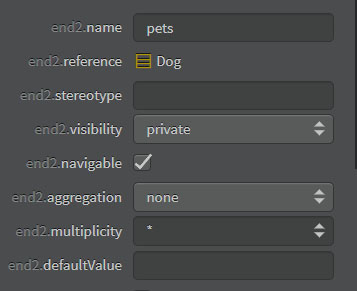 end2.name pets
end2.reference Dog
end2.stereotype
end2.visibility private
end2.navigable
end2.aggregation none
end2.multiplicity *
end2.defaultValue